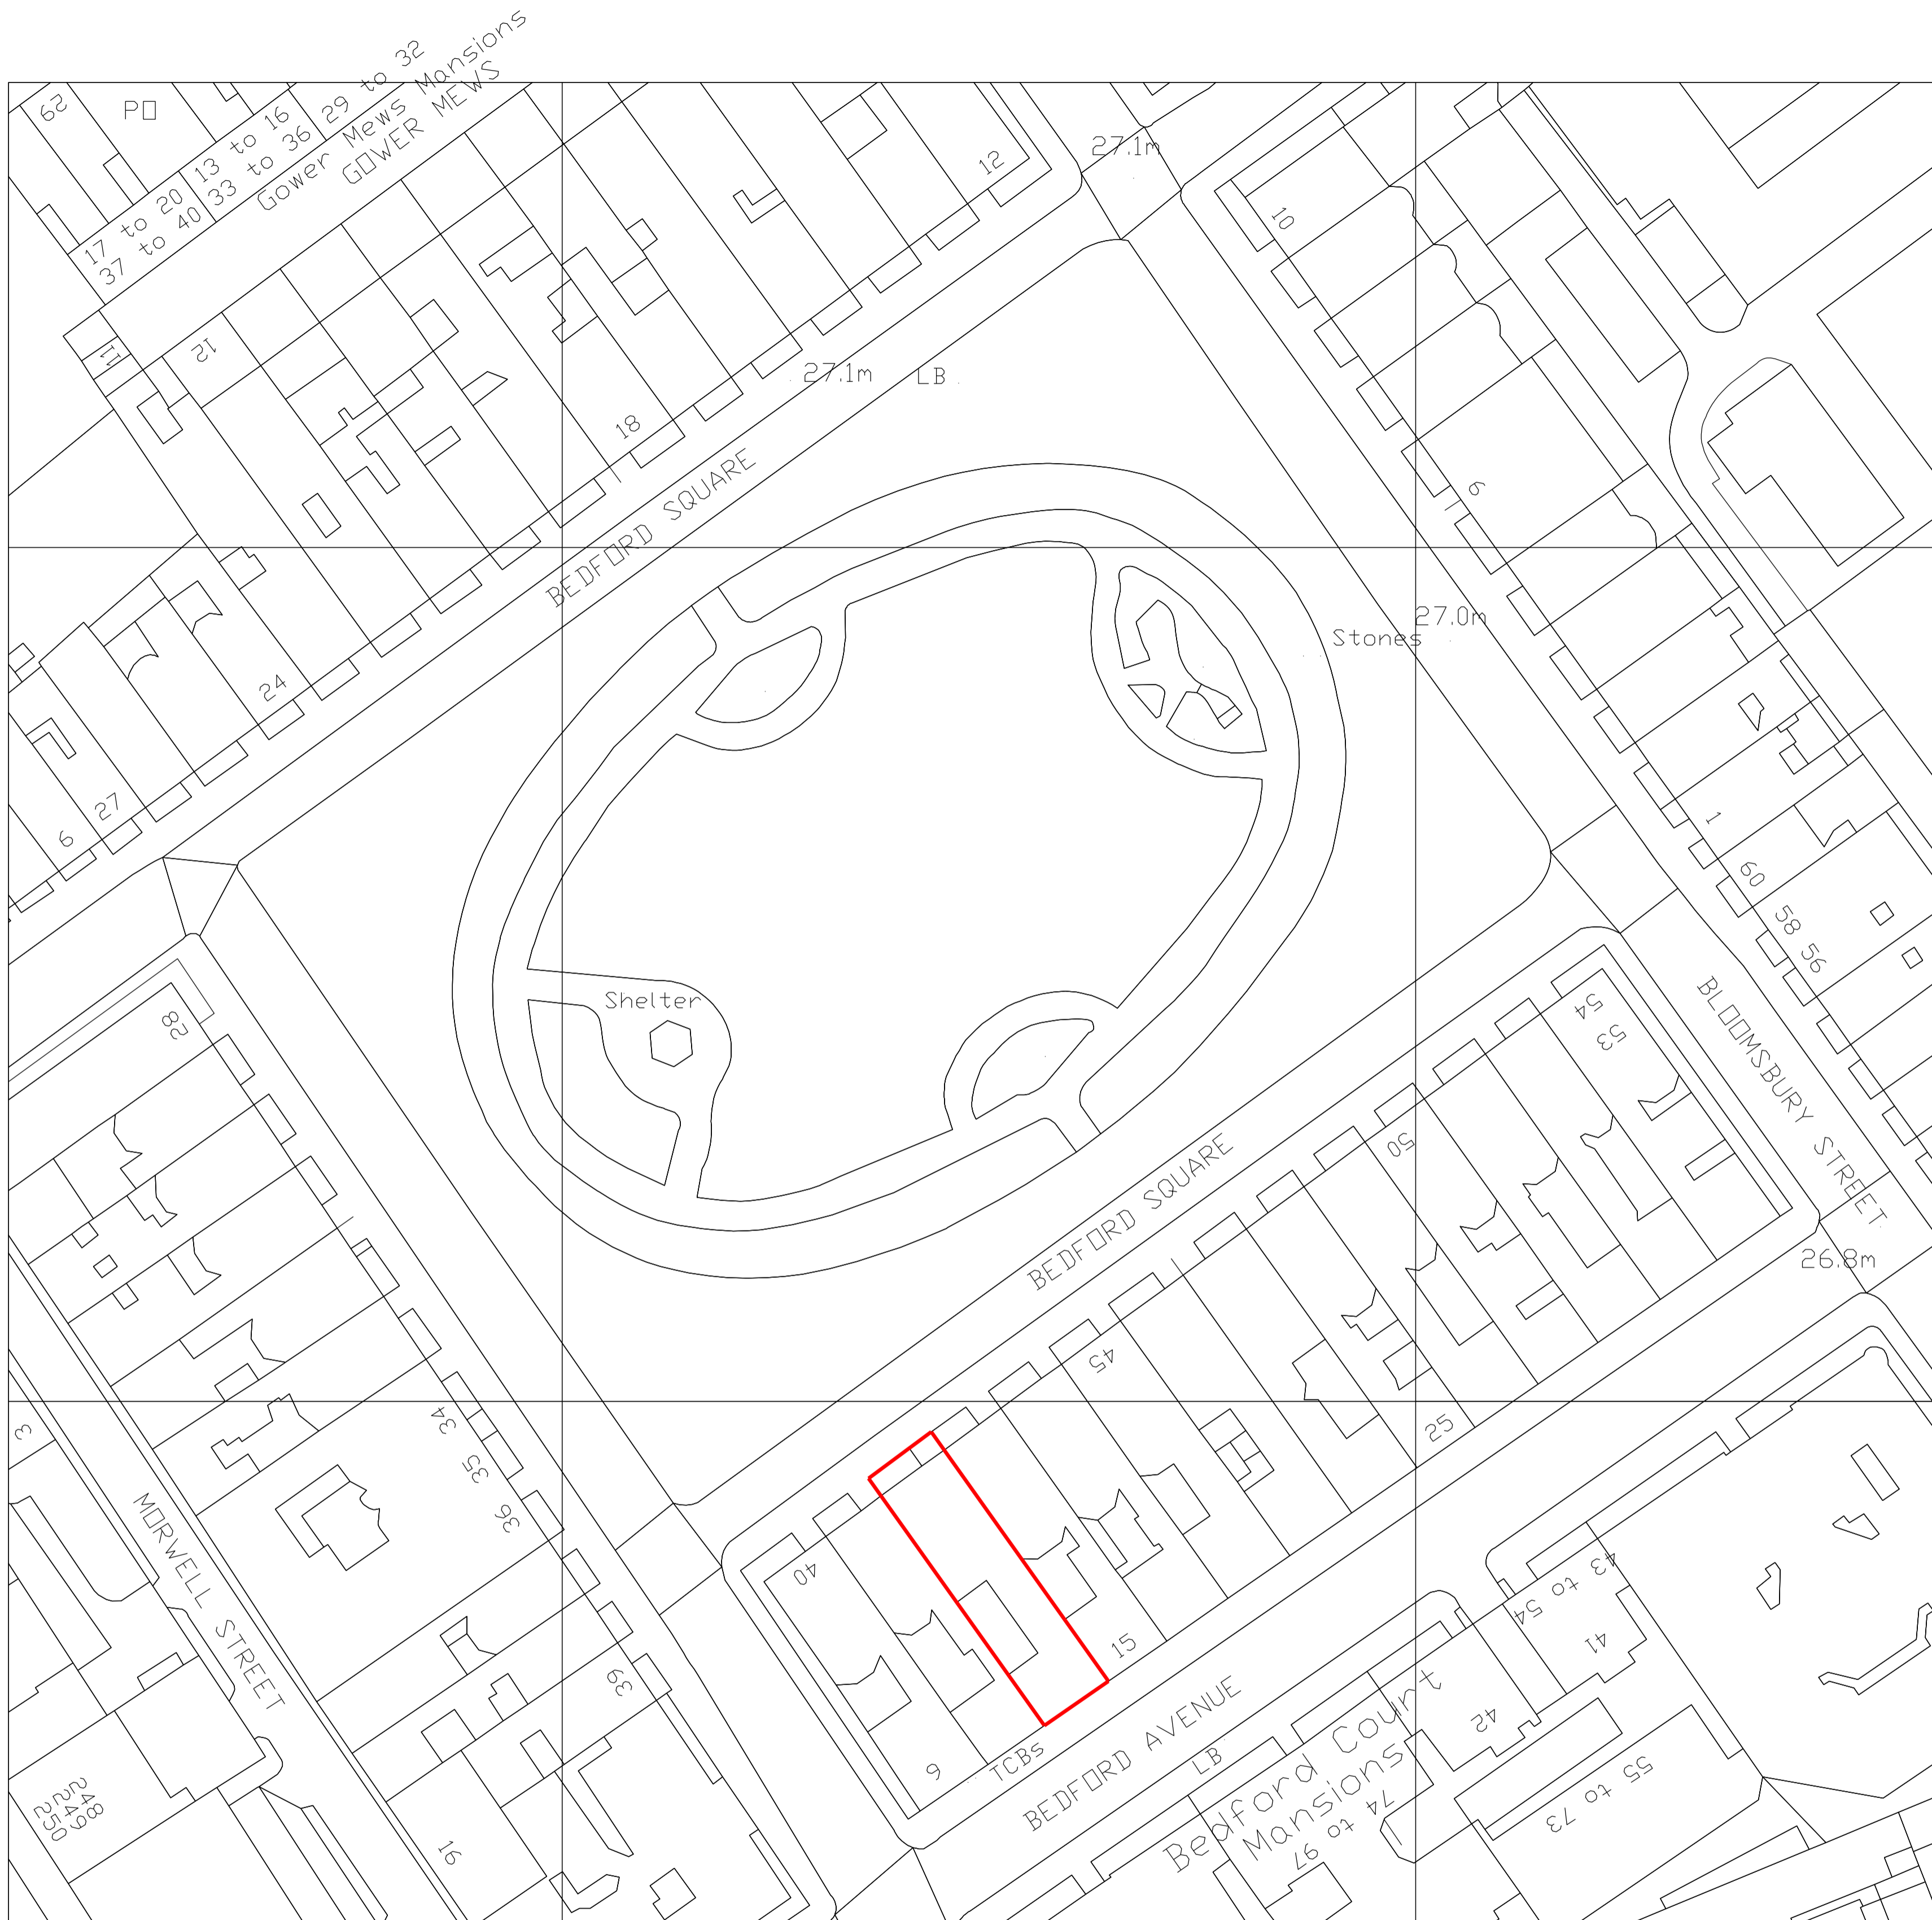 62
PO
17 to 20 13 to 16
37 to 40 33 to 36 29 to 32
Gower Mews Mansions
GOWER MEWS
12
27.1m
10
11
12
27.1m
LB
18
6
BEDFORD SQUARE
27.0m
Stones
24
27
6
1
60
58 56
Shelter
28
54
53
BLOOMSBURY STREET
50
BEDFORD SQUARE
26.8m
45
34
35
36
3
25
MORWELL STREET
40
43 to 54
41
15
39
42
9
TCBs
BEDFORD AVENUE
LB
Bedford Court
Mansions
74 to 97
55 to 73
248
249
250
16